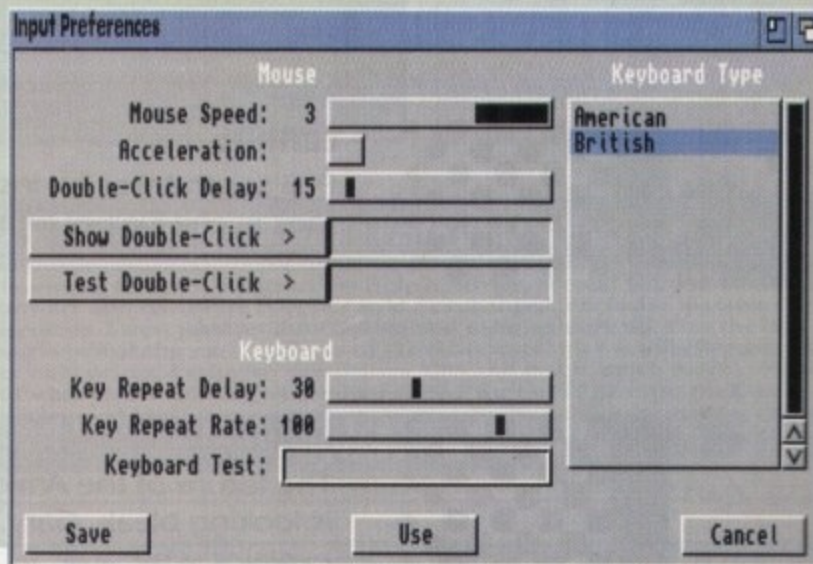 Input Preferences
Mouse
Mouse Speed: 3
Acceleration:
Double-Click Delay: 15
Show Double-Click >
Test Double-Click >
Keyboard
Key Repeat Delay: 30
Key Repeat Rate: 100
Keyboard Test:
Keyboard Type
American
British
Save
Use
Cancel